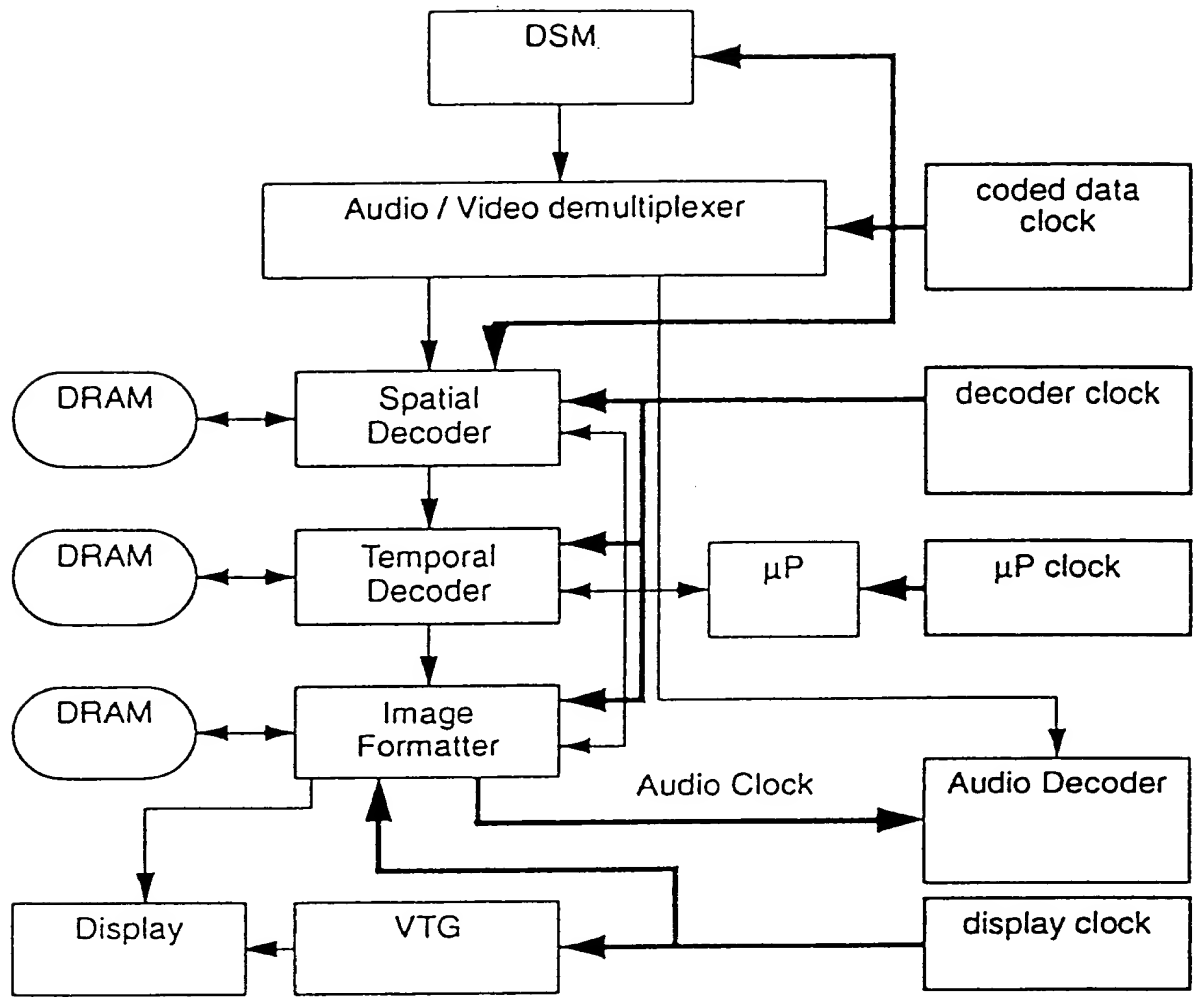 DSM
Audio / Video demultiplexer
coded data
clock
DRAM
Spatial
Decoder
decoder clock
DRAM
Temporal
Decoder
µP
µP clock
DRAM
Image
Formatter
Audio Clock
Audio Decoder
Display
VTG
display clock